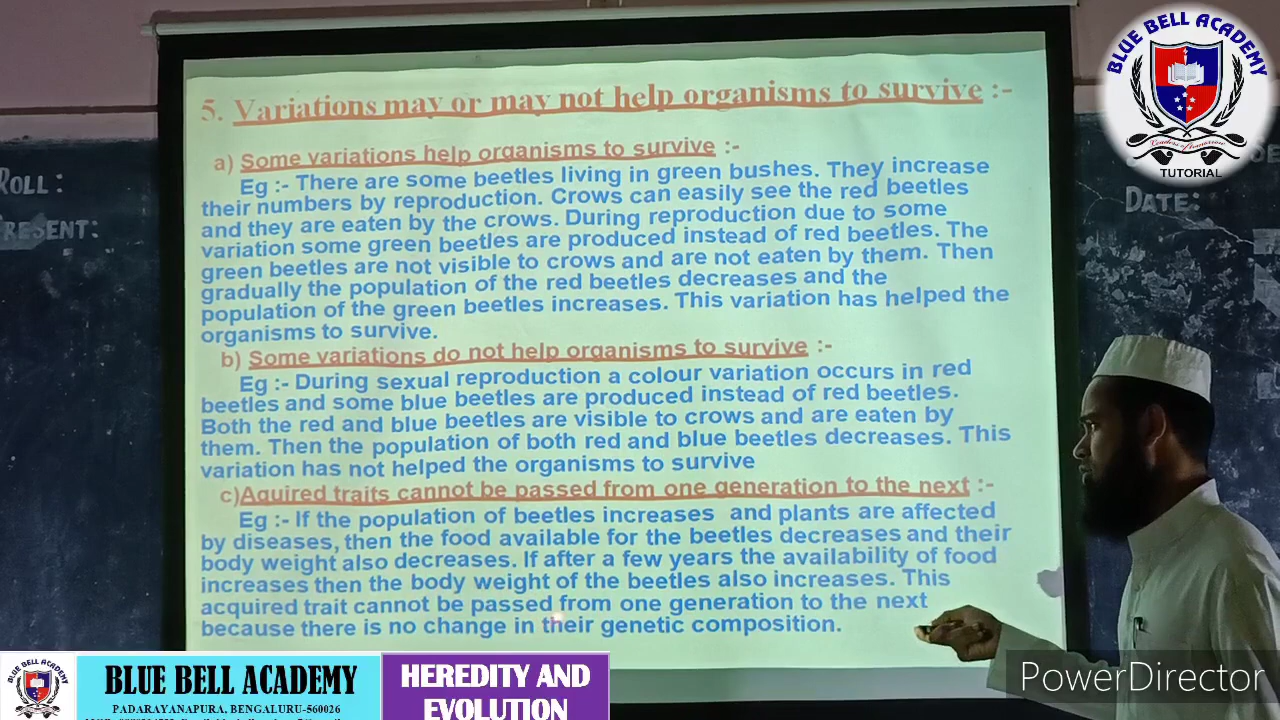 BLUE BELL ACADEMY
Leaders of tomorrow
TUTORIAL
5. Variations may or may not help organisms to survive :-
a) Some variations help organisms to survive :-
Eg :- There are some beetles living in green bushes. They increase
their numbers by reproduction. Crows can easily see the red beetles
and they are eaten by the crows. During reproduction due to some
variation some green beetles are produced instead of red beetles. The
green beetles are not visible to crows and are not eaten by them. Then
gradually the population of the red beetles decreases and the
population of the green beetles increases. This variation has helped the
organisms to survive.
b) Some variations do not help organisms to survive :-
Eg :- During sexual reproduction a colour variation occurs in red
beetles and some blue beetles are produced instead of red beetles.
Both the red and blue beetles are visible to crows and are eaten by
them. Then the population of both red and blue beetles decreases. This
variation has not helped the organisms to survive
c)Aquired traits cannot be passed from one generation to the next :-
Eg :- If the population of beetles increases and plants are affected
by diseases, then the food available for the beetles decreases and their
body weight also decreases. If after a few years the availability of food
increases then the body weight of the beetles also increases. This
acquired trait cannot be passed from one generation to the next
because there is no change in their genetic composition.
ROLL:
PRESENT:
DATE:
PowerDirector
BLUE BELL ACADEMY
BLUE BELL ACADEMY
PADARAYANAPURA, BENGALURU-560026
HEREDITY AND
EVOLUTION